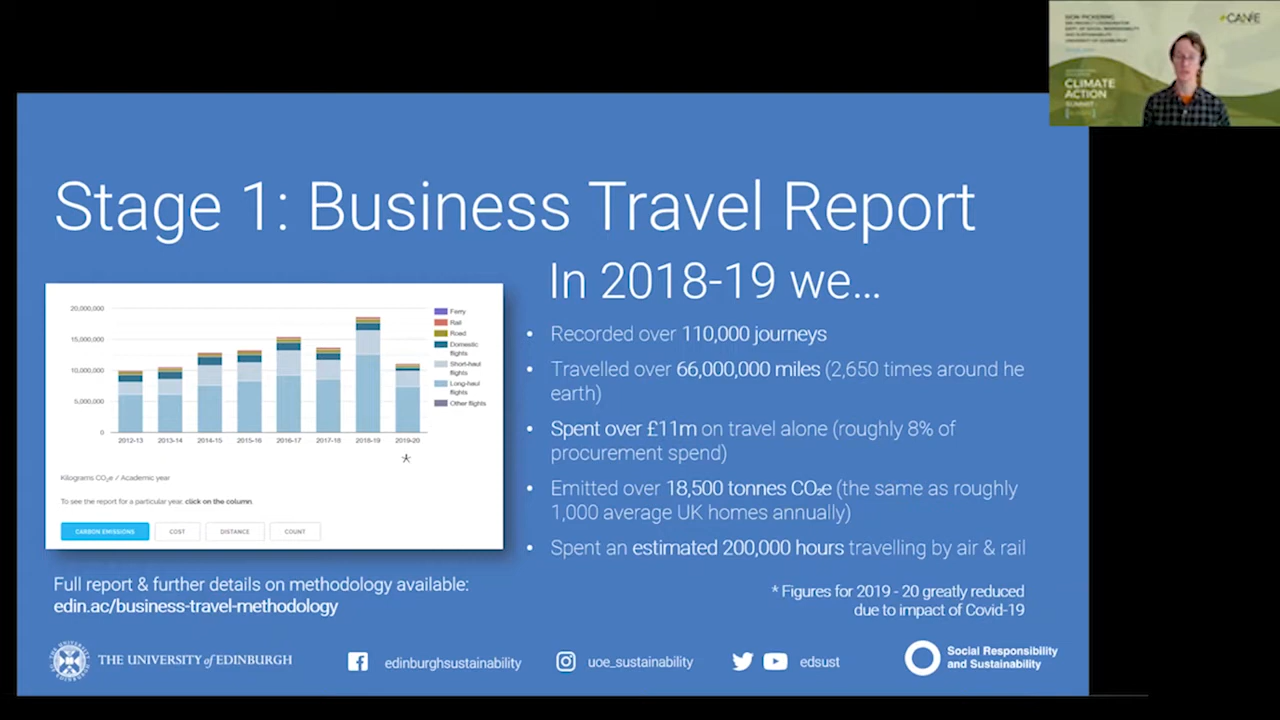 CANIE
CLIMATE
ACTION
SUMMIT
Stage 1: Business Travel Report
In 2018-19 we...
20,000,000
15,000,000
10,000,000
5,000,000
0
2012-13 2013-14 2014-15 2015-16 2016-17 2017-18 2018-19 2019-20
*
Ferry
Rail
Road
Domestic
flights
Short-haul
flights
Long-haul
flights
Other flights
Kilograms CO₂e / Academic year
To see the report for a particular year, click on the column.
CARBON EMISSIONS COST DISTANCE COUNT
• Recorded over 110,000 journeys
• Travelled over 66,000,000 miles (2,650 times around he
earth)
• Spent over £11m on travel alone (roughly 8% of
procurement spend)
• Emitted over 18,500 tonnes CO₂e (the same as roughly
1,000 average UK homes annually)
• Spent an estimated 200,000 hours travelling by air & rail
Full report & further details on methodology available:
edin.ac/business-travel-methodology
* Figures for 2019 - 20 greatly reduced
due to impact of Covid-19
THE UNIVERSITY of EDINBURGH
edinburghsustainability
uoe_sustainability
edsust
Social Responsibility
and Sustainability